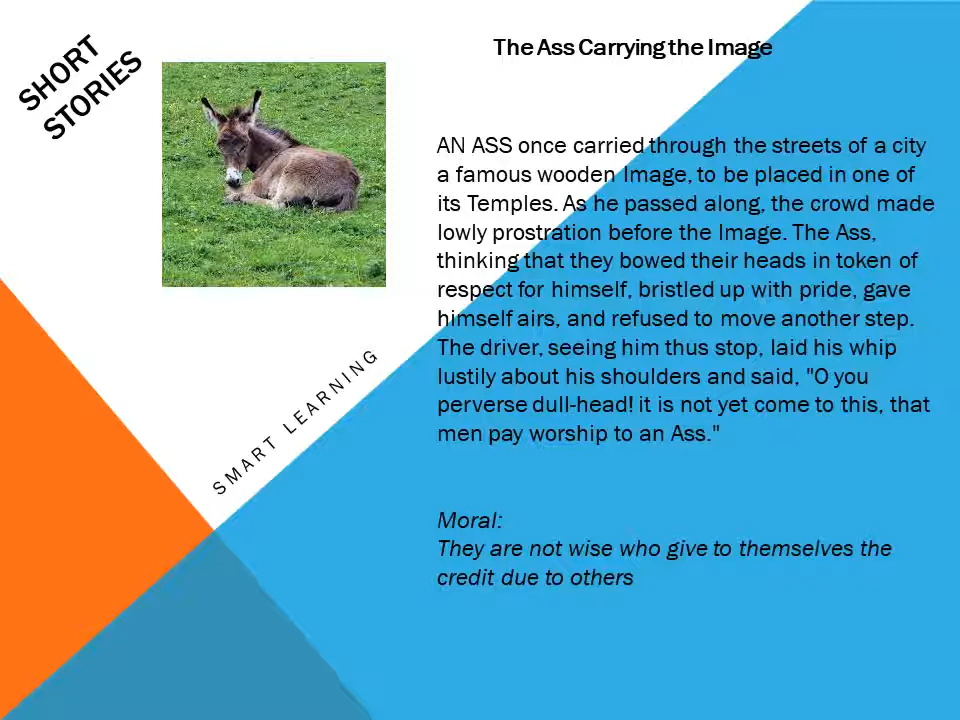 SHORT
STORIES
The Ass Carrying the Image
AN ASS once carried through the streets of a city
a famous wooden Image, to be placed in one of
its Temples. As he passed along, the crowd made
lowly prostration before the Image. The Ass,
thinking that they bowed their heads in token of
respect for himself, bristled up with pride, gave
himself airs, and refused to move another step.
The driver, seeing him thus stop, laid his whip
lustily about his shoulders and said, "O you
perverse dull-head! it is not yet come to this, that
men pay worship to an Ass."
Moral:
They are not wise who give to themselves the
credit due to others
SMART LEARNING